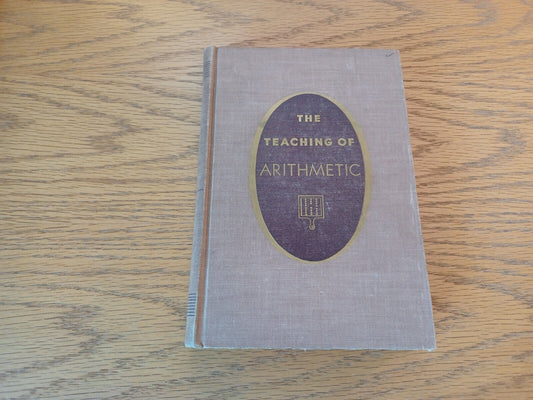 THE
TEACHING OF
ARITHMETIC